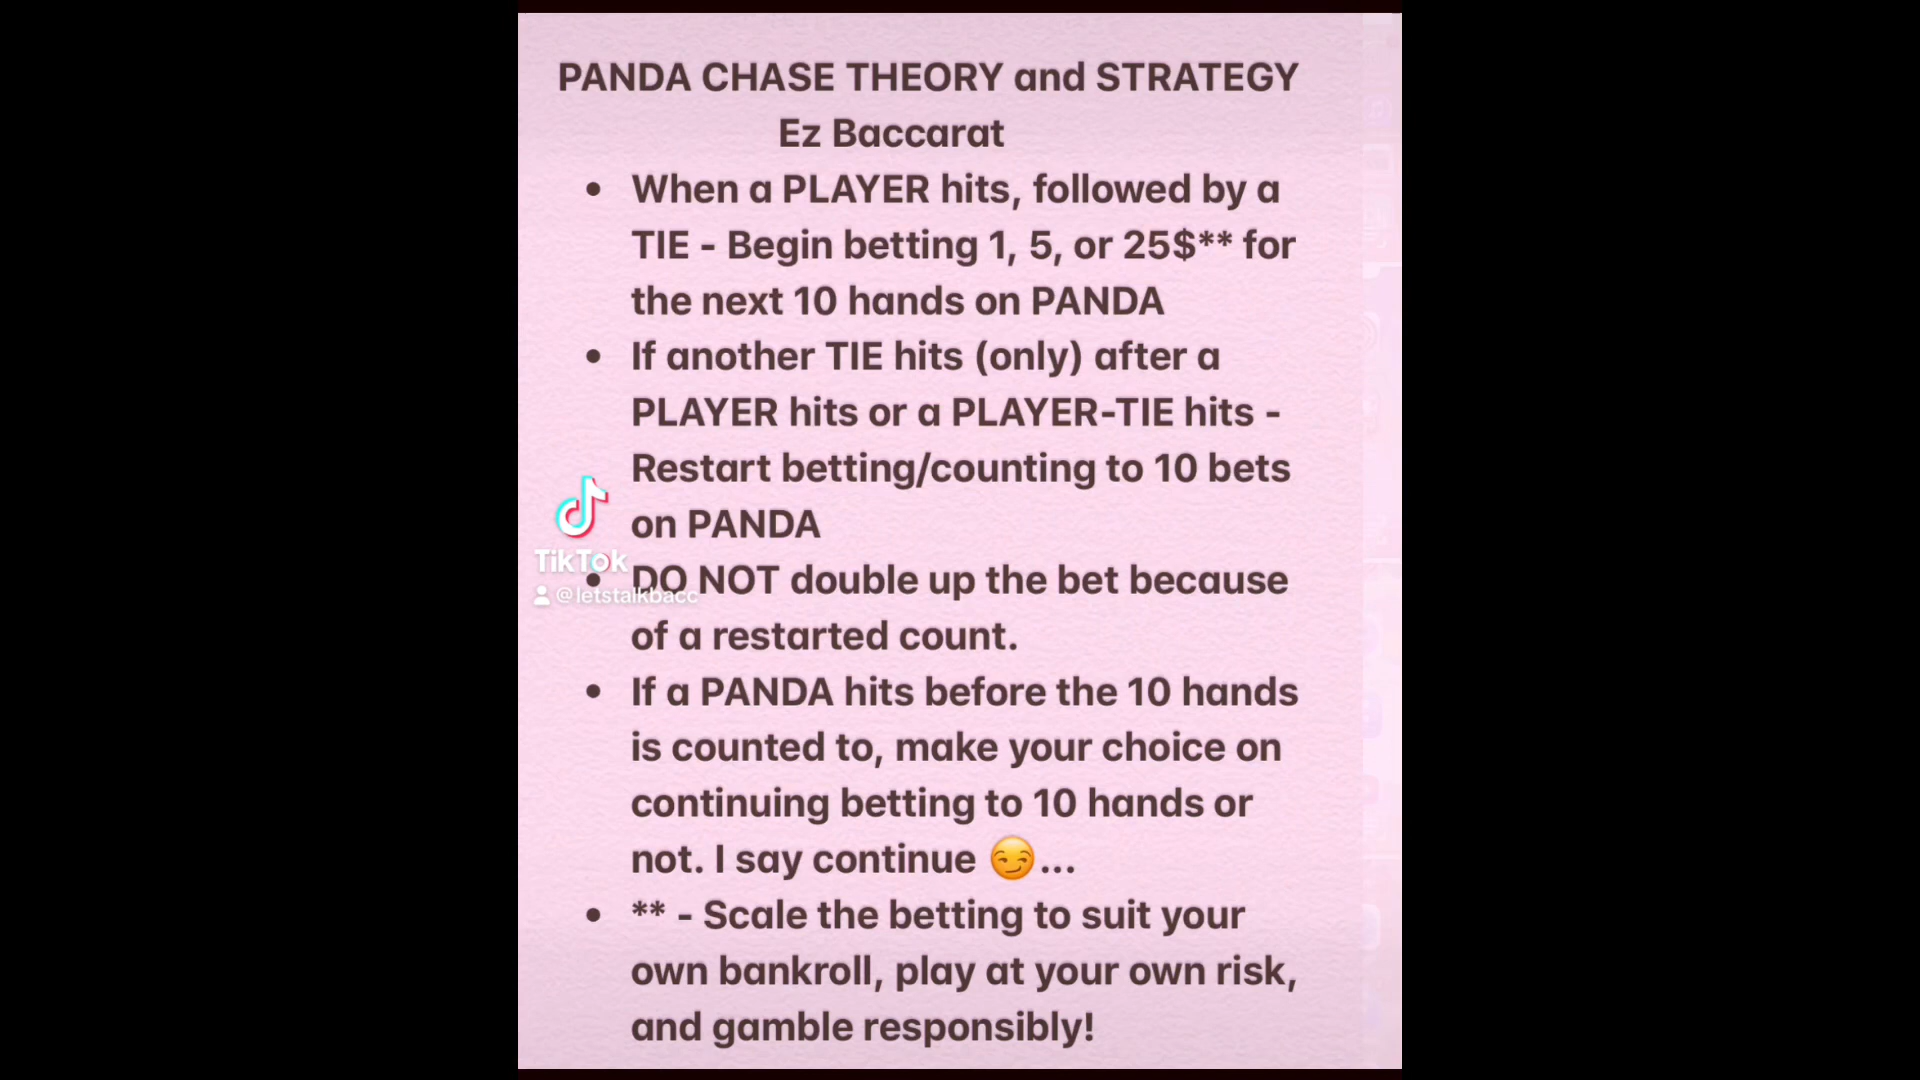 PANDA CHASE THEORY and STRATEGY
Ez Baccarat
• When a PLAYER hits, followed by a
TIE - Begin betting 1, 5, or 25$** for
the next 10 hands on PANDA
• If another TIE hits (only) after a
PLAYER hits or a PLAYER-TIE hits -
Restart betting/counting to 10 bets
on PANDA
TikTok
@letstalkbacc
• DO NOT double up the bet because
of a restarted count.
• If a PANDA hits before the 10 hands
is counted to, make your choice on
continuing betting to 10 hands or
not. I say continue 😏...
• ** - Scale the betting to suit your
own bankroll, play at your own risk,
and gamble responsibly!